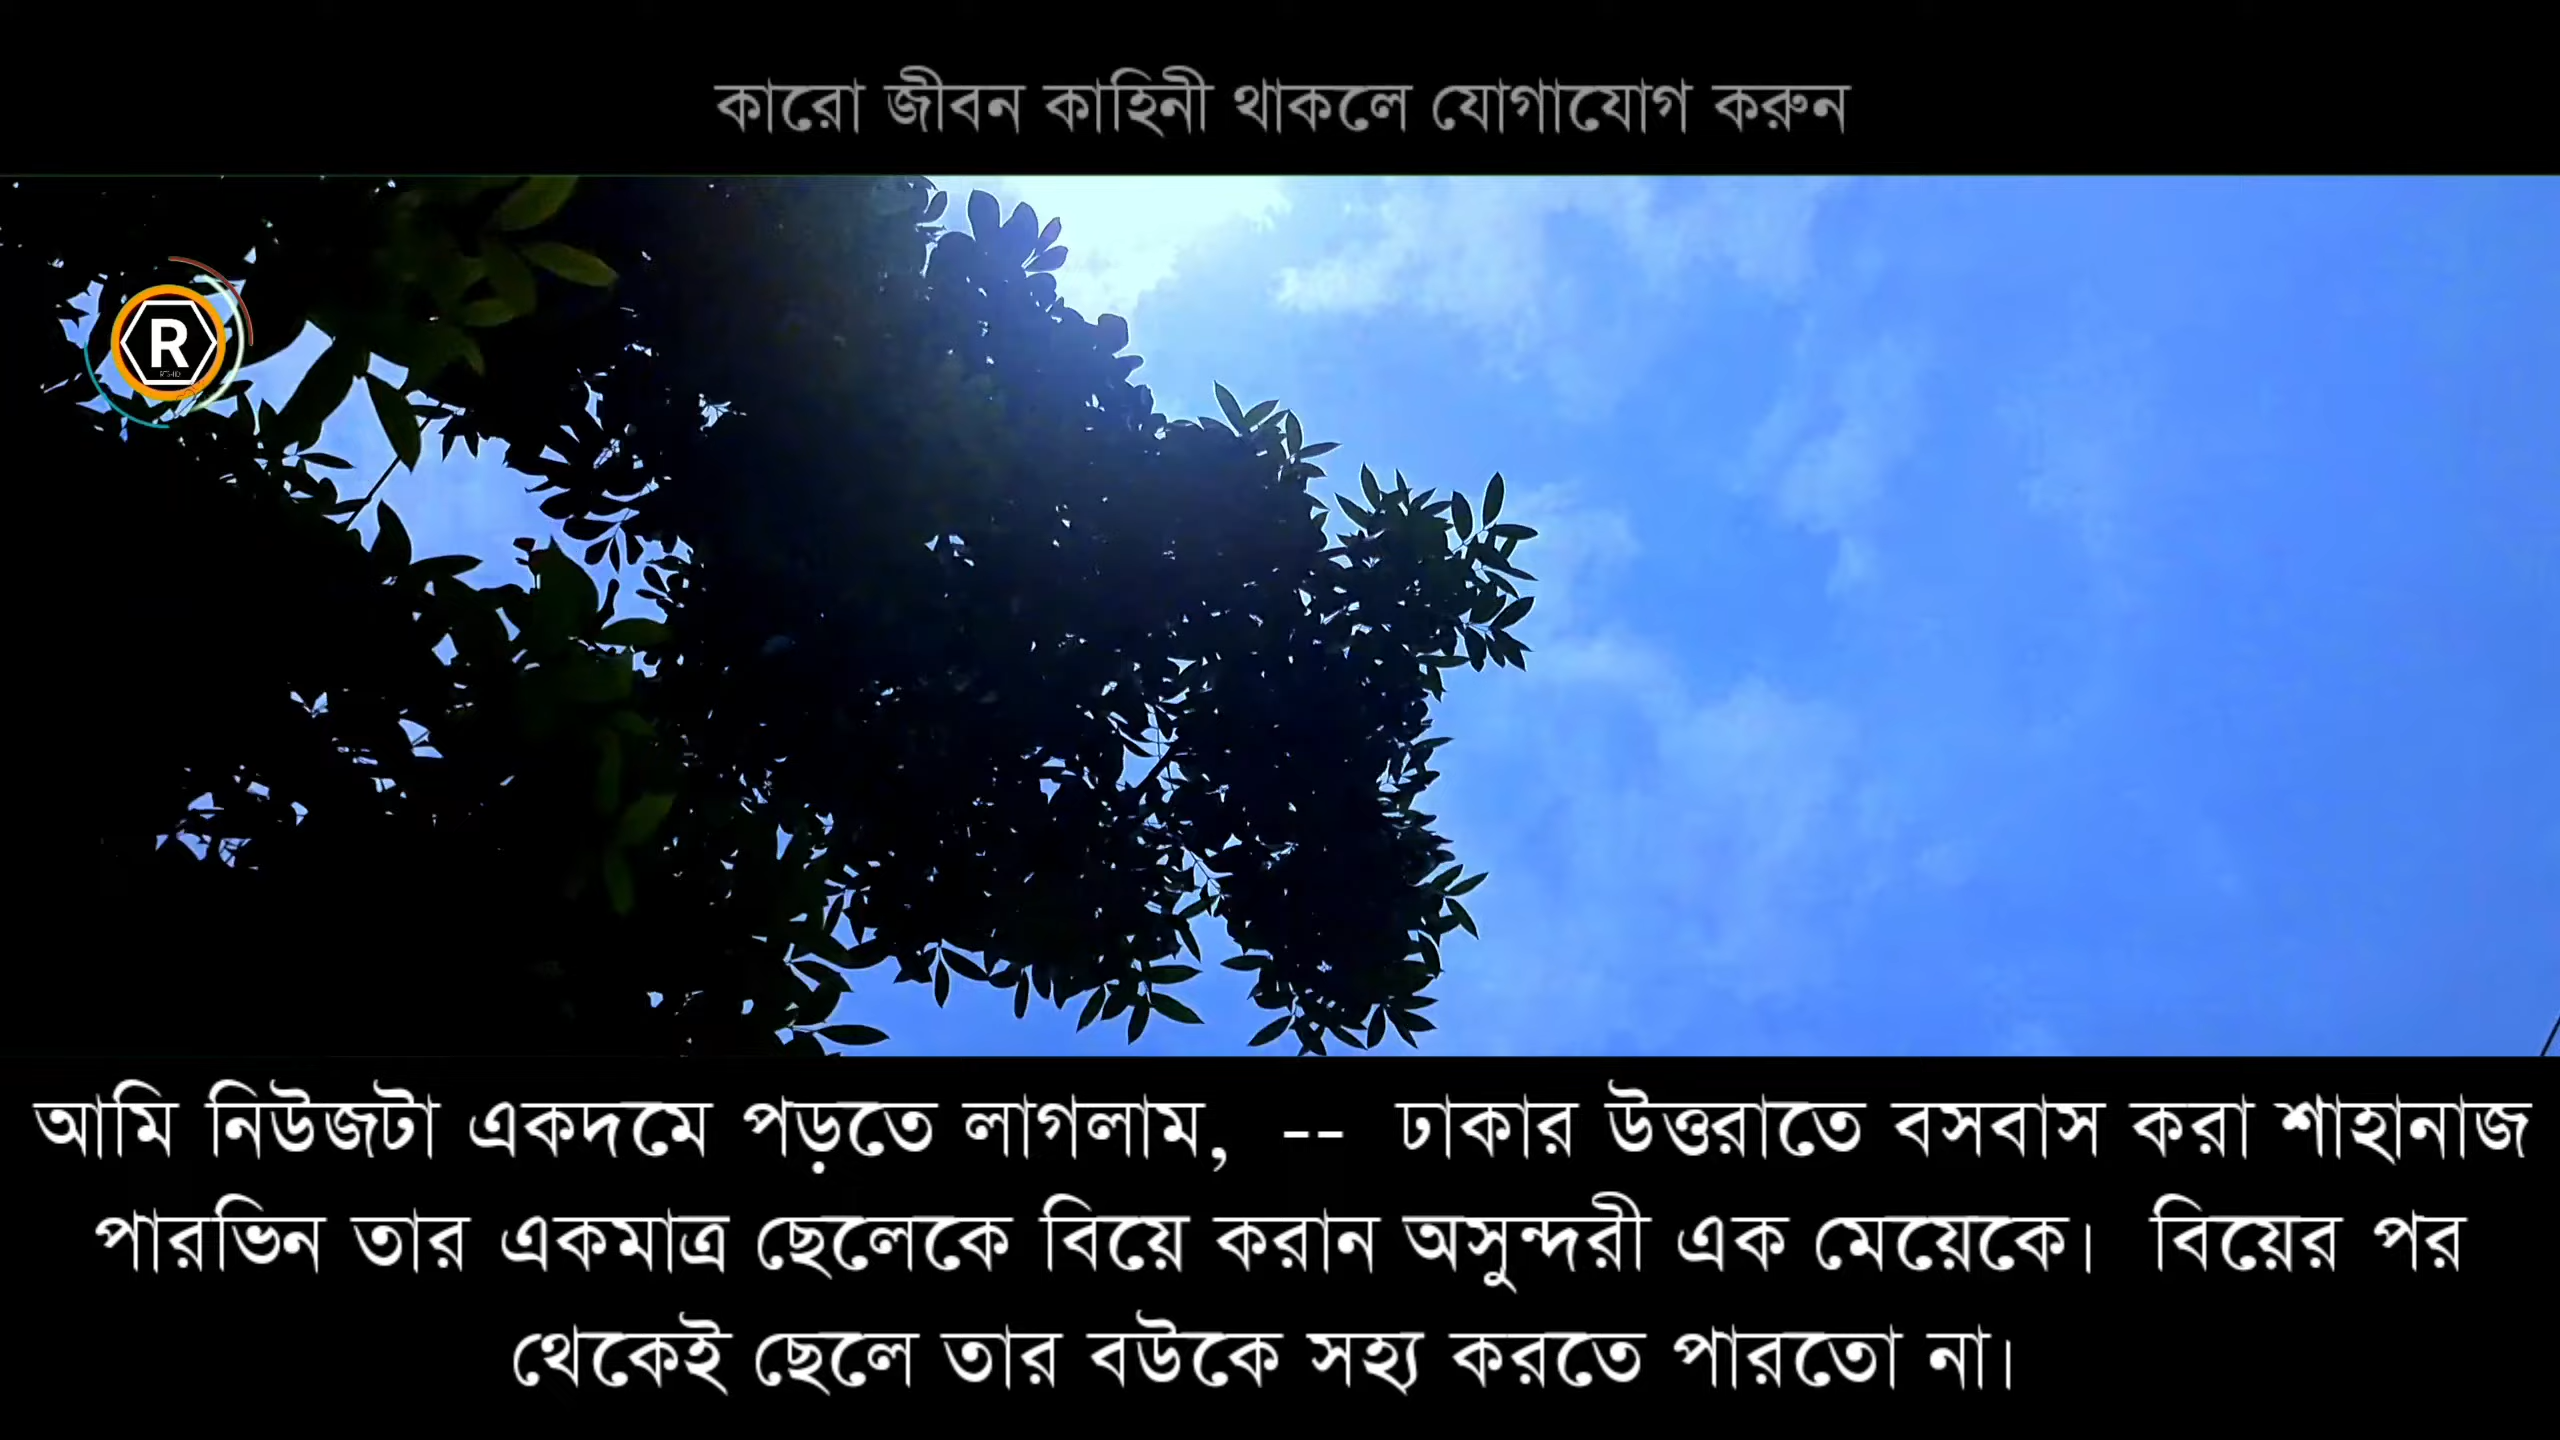 কারো জীবন কাহিনী থাকলে যোগাযোগ করুন
R
আমি নিউজটা একদমে পড়তে লাগলাম, -- ঢাকার উত্তরাতে বসবাস করা শাহানাজ
পারভিন তার একমাত্র ছেলেকে বিয়ে করান অসুন্দরী এক মেয়েকে। বিয়ের পর
থেকেই ছেলে তার বউকে সহ্য করতে পারতো না।